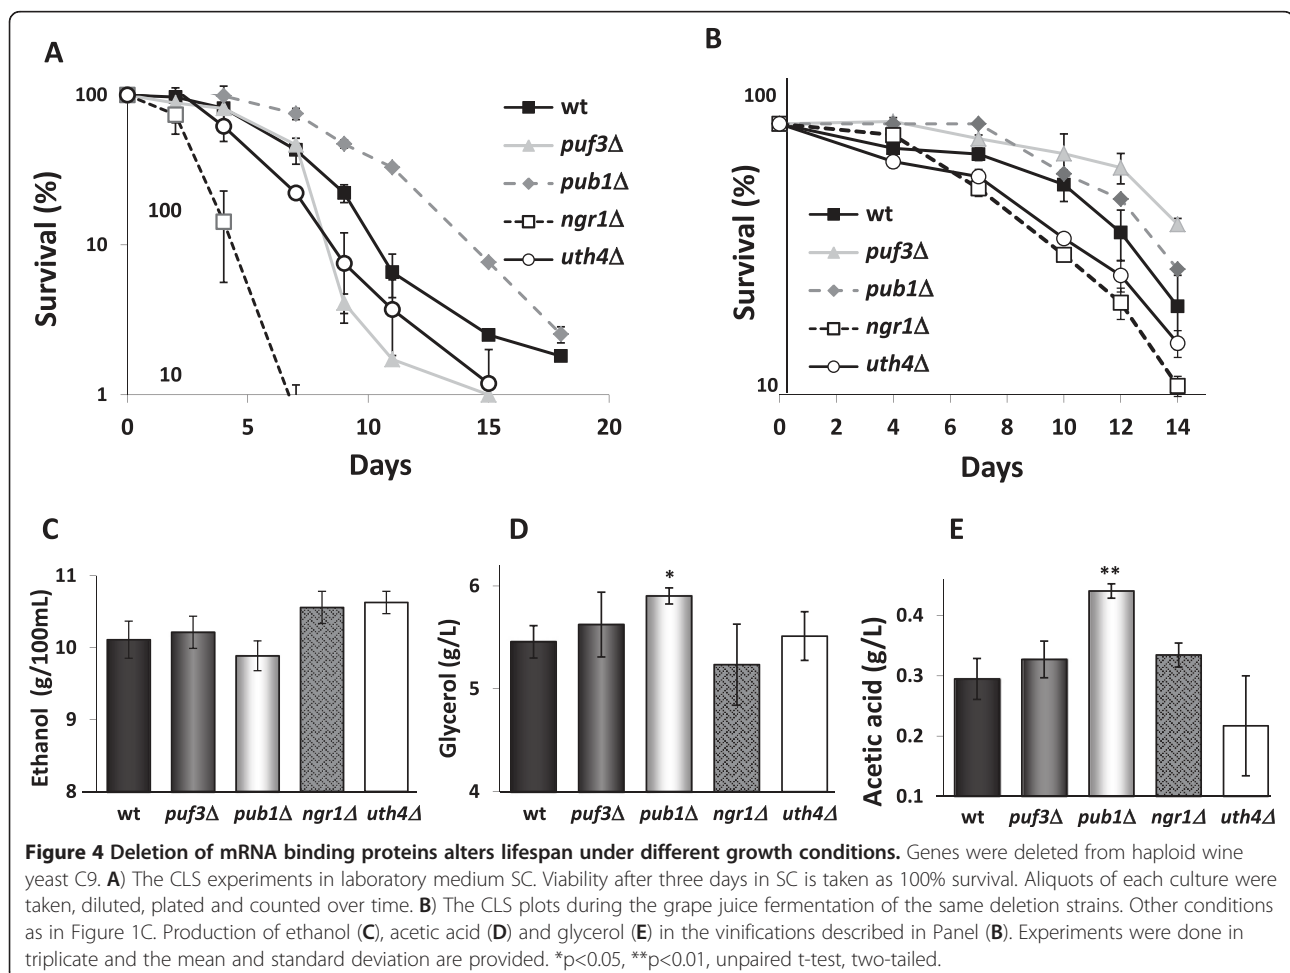 A
100
10
1
100
10
0
5
10
15
20
Survival (%)
Days
wt
puf3Δ
pub1Δ
ngr1Δ
uth4Δ
B
100
10
0
2
4
6
8
10
12
14
Survival (%)
Days
wt
puf3Δ
pub1Δ
ngr1Δ
uth4Δ
C
11
10
9
8
Ethanol (g/100mL)
wt puf3Δ pub1Δ ngr1Δ uth4Δ
D
6
5
4
Glycerol (g/L)
*
wt puf3Δ pub1Δ ngr1Δ uth4Δ
E
0.4
0.3
0.2
0.1
Acetic acid (g/L)
**
wt puf3Δ pub1Δ ngr1Δ uth4Δ
Figure 4 Deletion of mRNA binding proteins alters lifespan under different growth conditions. Genes were deleted from haploid wine
yeast C9. A) The CLS experiments in laboratory medium SC. Viability after three days in SC is taken as 100% survival. Aliquots of each culture were
taken, diluted, plated and counted over time. B) The CLS plots during the grape juice fermentation of the same deletion strains. Other conditions
as in Figure 1C. Production of ethanol (C), acetic acid (D) and glycerol (E) in the vinifications described in Panel (B). Experiments were done in
triplicate and the mean and standard deviation are provided. *p<0.05, **p<0.01, unpaired t-test, two-tailed.